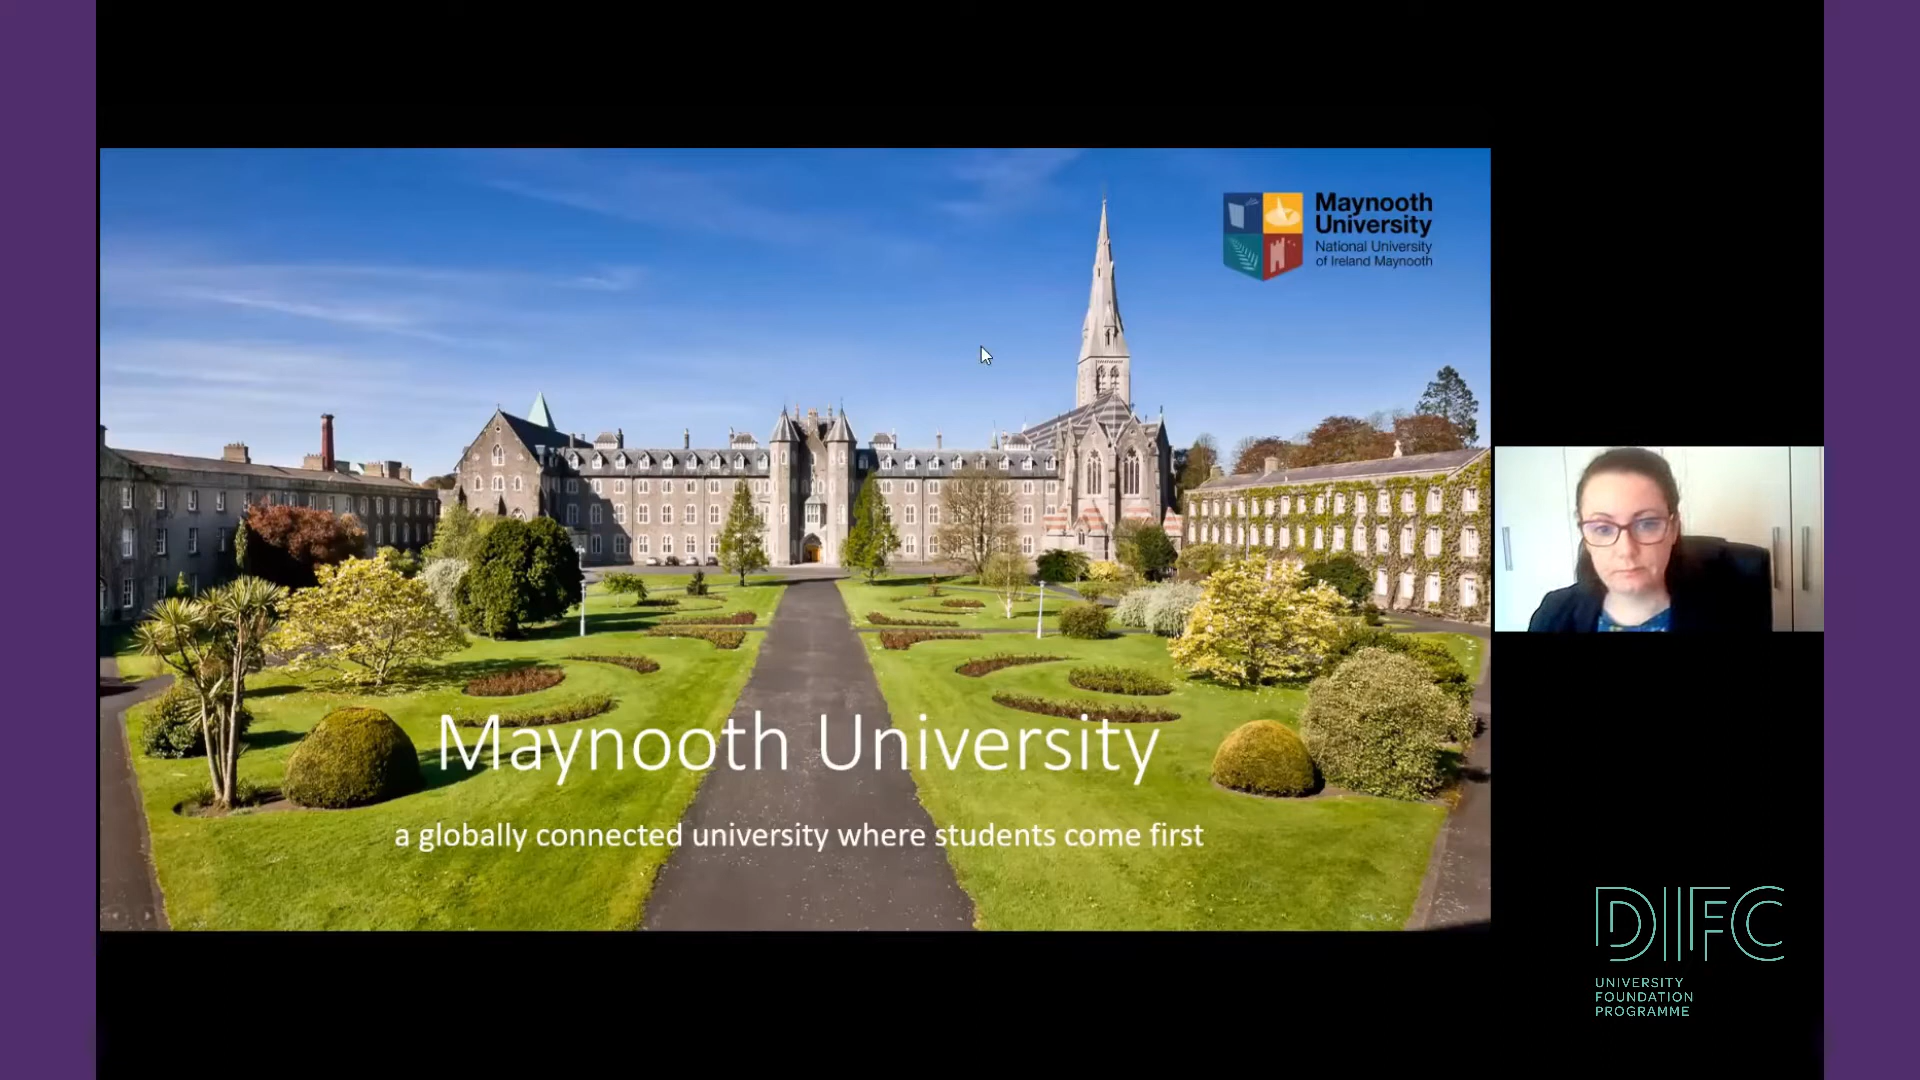 Maynooth
University
National University
of Ireland Maynooth
Maynooth University
a globally connected university where students come first
DIFC
UNIVERSITY
FOUNDATION
PROGRAMME